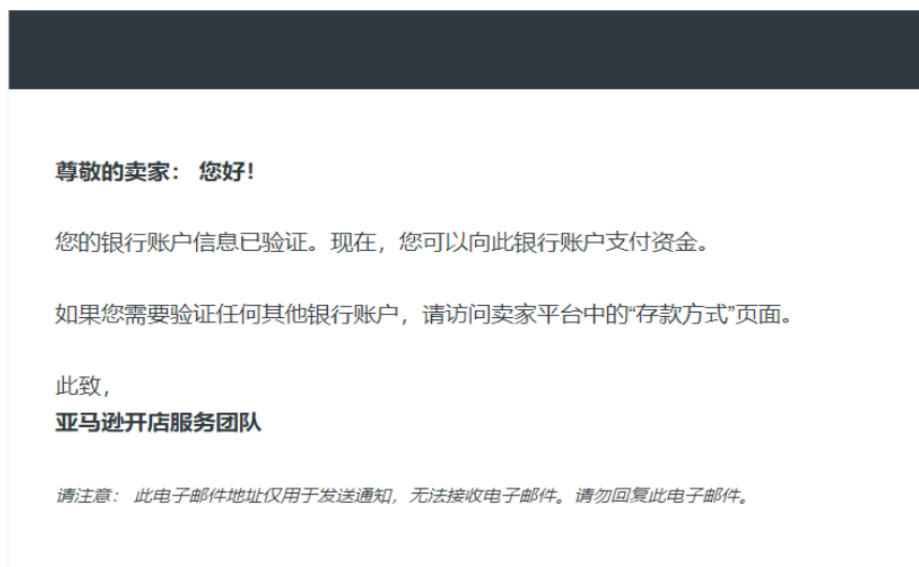 尊敬的卖家： 您好！
您的银行账户信息已验证。现在，您可以向此银行账户支付资金。
如果您需要验证任何其他银行账户，请访问卖家平台中的“存款方式”页面。
此致，
亚马逊开店服务团队
请注意： 此电子邮件地址仅用于发送通知，无法接收电子邮件。请勿回复此电子邮件。